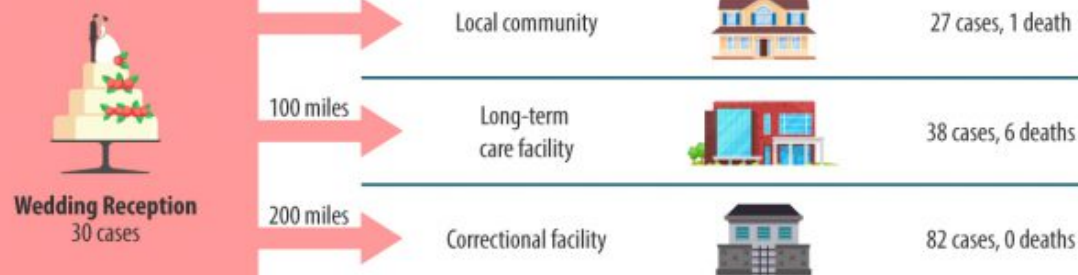 Local community
27 cases, 1 death
100 miles
Long-term
care facility
38 cases, 6 deaths
Wedding Reception
30 cases
200 miles
Correctional facility
82 cases, 0 deaths